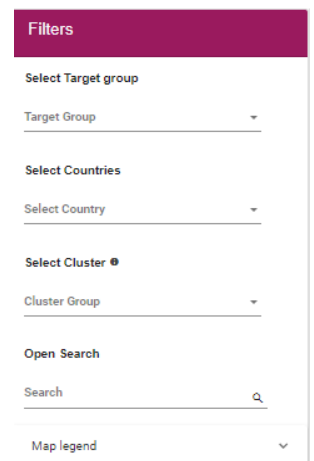 Filters
Select Target group
Target Group
Select Countries
Select Country
Select Cluster
Cluster Group
Open Search
Search
Map legend